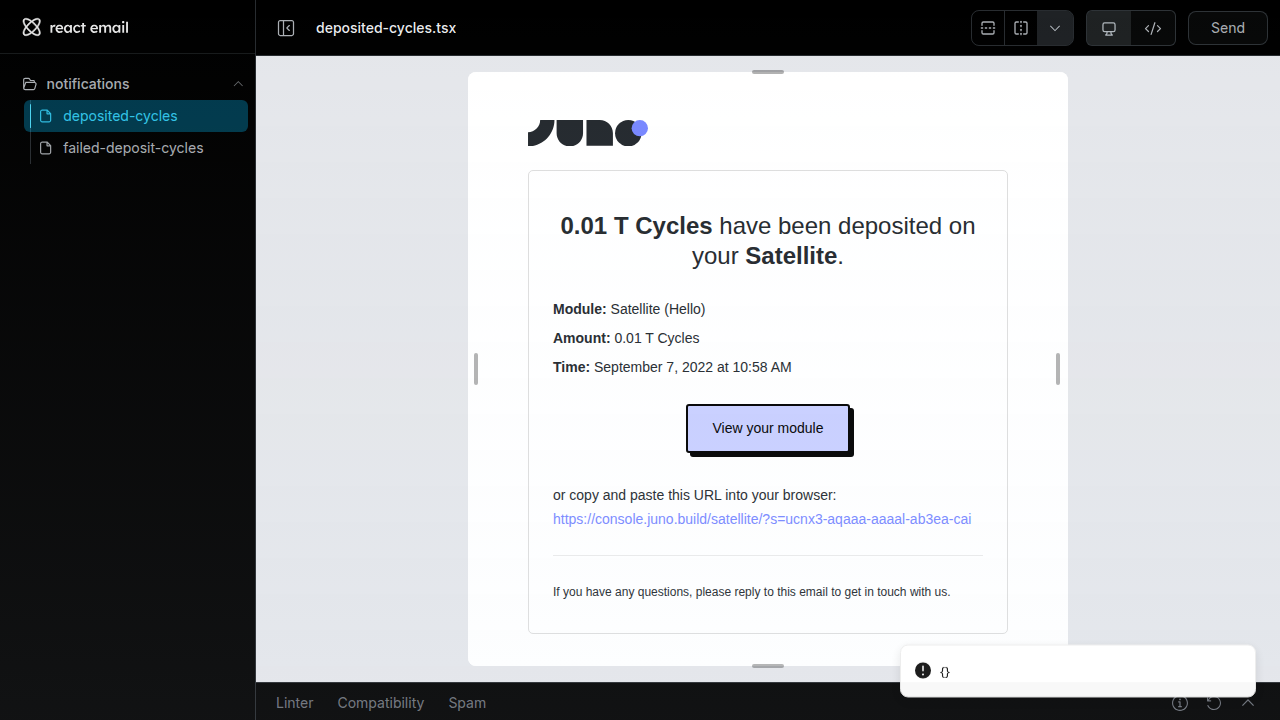 react email
deposited-cycles.tsx
Send
notifications
deposited-cycles
failed-deposit-cycles
juno
0.01 T Cycles have been deposited on
your Satellite.
Module: Satellite (Hello)
Amount: 0.01 T Cycles
Time: September 7, 2022 at 10:58 AM
View your module
or copy and paste this URL into your browser:
https://console.juno.build/satellite/?s=ucnx3-aqaaa-aaaal-ab3ea-cai
If you have any questions, please reply to this email to get in touch with us.
{}
Linter
Compatibility
Spam